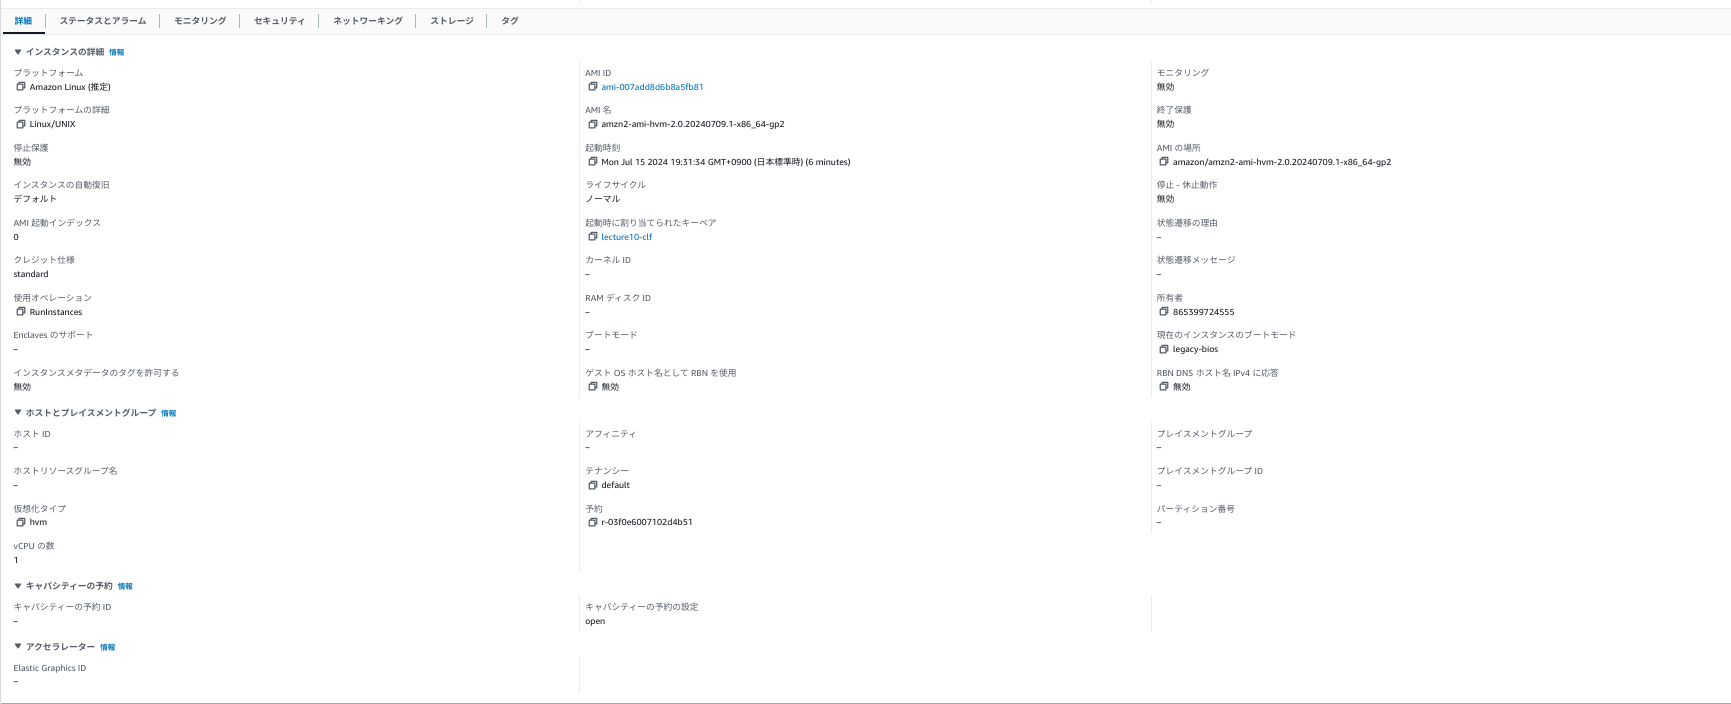 詳細 ステータスとアラーム モニタリング セキュリティ ネットワーキング ストレージ タグ
▼ インスタンスの詳細 情報
プラットフォーム
Amazon Linux (推定)
AMI ID
ami-007add8d6b8a5fb81
モニタリング
無効
プラットフォームの詳細
Linux/UNIX
AMI 名
amzn2-ami-hvm-2.0.20240709.1-x86_64-gp2
終了保護
無効
停止保護
無効
起動時刻
Mon Jul 15 2024 19:31:34 GMT+0900 (日本標準時) (6 minutes)
AMI の場所
amazon/amzn2-ami-hvm-2.0.20240709.1-x86_64-gp2
インスタンスの自動復旧
デフォルト
ライフサイクル
ノーマル
停止 - 休止動作
無効
AMI 起動インデックス
0
起動時に割り当てられたキーペア
lecture10-clf
状態遷移の理由
–
クレジット仕様
standard
カーネル ID
–
状態遷移メッセージ
–
使用オペレーション
RunInstances
RAM ディスク ID
–
所有者
865399724555
Enclaves のサポート
–
ブートモード
–
現在のインスタンスのブートモード
legacy-bios
インスタンスメタデータのタグを許可する
無効
ゲスト OS ホスト名として RBN を使用
無効
RBN DNS ホスト名 IPv4 に応答
無効
▼ ホストとプレイスメントグループ 情報
ホスト ID
–
アフィニティ
–
プレイスメントグループ
–
ホストリソースグループ名
–
テナンシー
default
プレイスメントグループ ID
–
仮想化タイプ
hvm
予約
r-03f0e6007102d4b51
パーティション番号
–
vCPU の数
1
▼ キャパシティーの予約 情報
キャパシティーの予約 ID
–
キャパシティーの予約の設定
open
▼ アクセラレーター 情報
Elastic Graphics ID
–